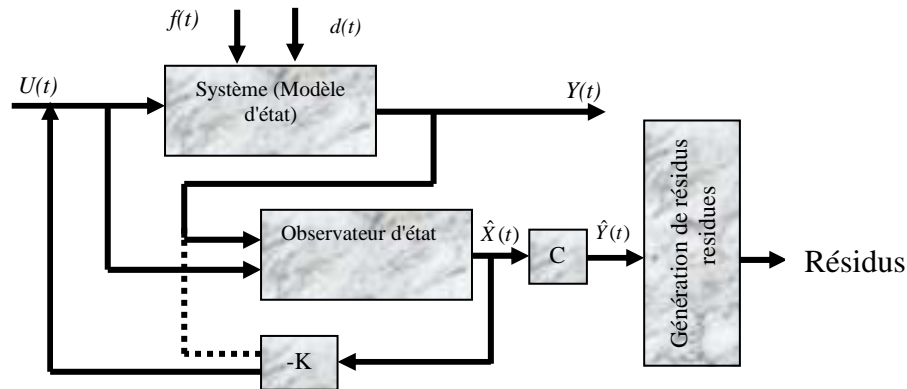 f(t)
d(t)
U(t)
Système (Modèle
d'état)
Y(t)
Observateur d'état
X̂(t)
C
Ŷ(t)
Génération de résidus
residues
Résidus
-K